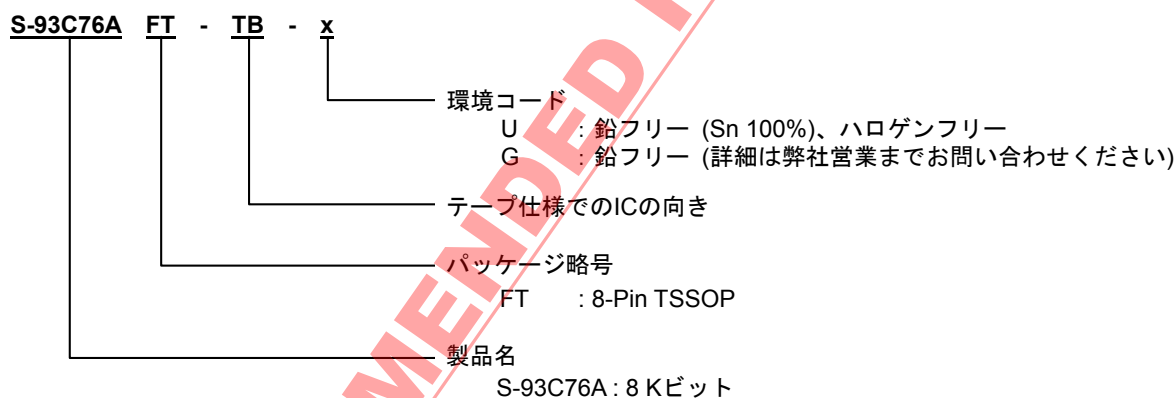 S-93C76A FT - TB - x
環境コード
U : 鉛フリー (Sn 100%)、ハロゲンフリー
G : 鉛フリー (詳細は弊社営業までお問い合わせください)
テープ仕様でのICの向き
パッケージ略号
FT : 8-Pin TSSOP
製品名
S-93C76A : 8 Kビット
MENDED